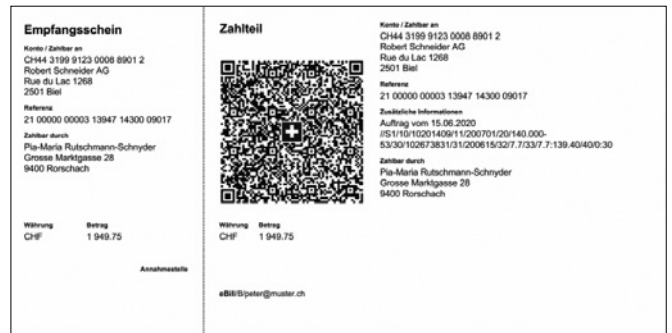 Empfangsschein
Konto / Zahlbar an
CH44 3199 9123 0008 8901 2
Robert Schneider AG
Rue du Lac 1268
2501 Biel
Referenz
21 00000 00003 13947 14300 09017
Zahlbar durch
Pia-Maria Rutschmann-Schnyder
Grosse Marktgasse 28
9400 Rorschach
Währung Betrag
CHF 1 949.75
Annahmestelle
Zahlteil
Währung Betrag
CHF 1 949.75
eBill/B/peter@muster.ch
Konto / Zahlbar an
CH44 3199 9123 0008 8901 2
Robert Schneider AG
Rue du Lac 1268
2501 Biel
Referenz
21 00000 00003 13947 14300 09017
Zusätzliche Informationen
Auftrag vom 15.06.2020
//S1/10/10201409/11/200701/20/140.000-
53/30/102673831/31/200615/32/7.7/33/7.7:139.40/40/0:30
Zahlbar durch
Pia-Maria Rutschmann-Schnyder
Grosse Marktgasse 28
9400 Rorschach